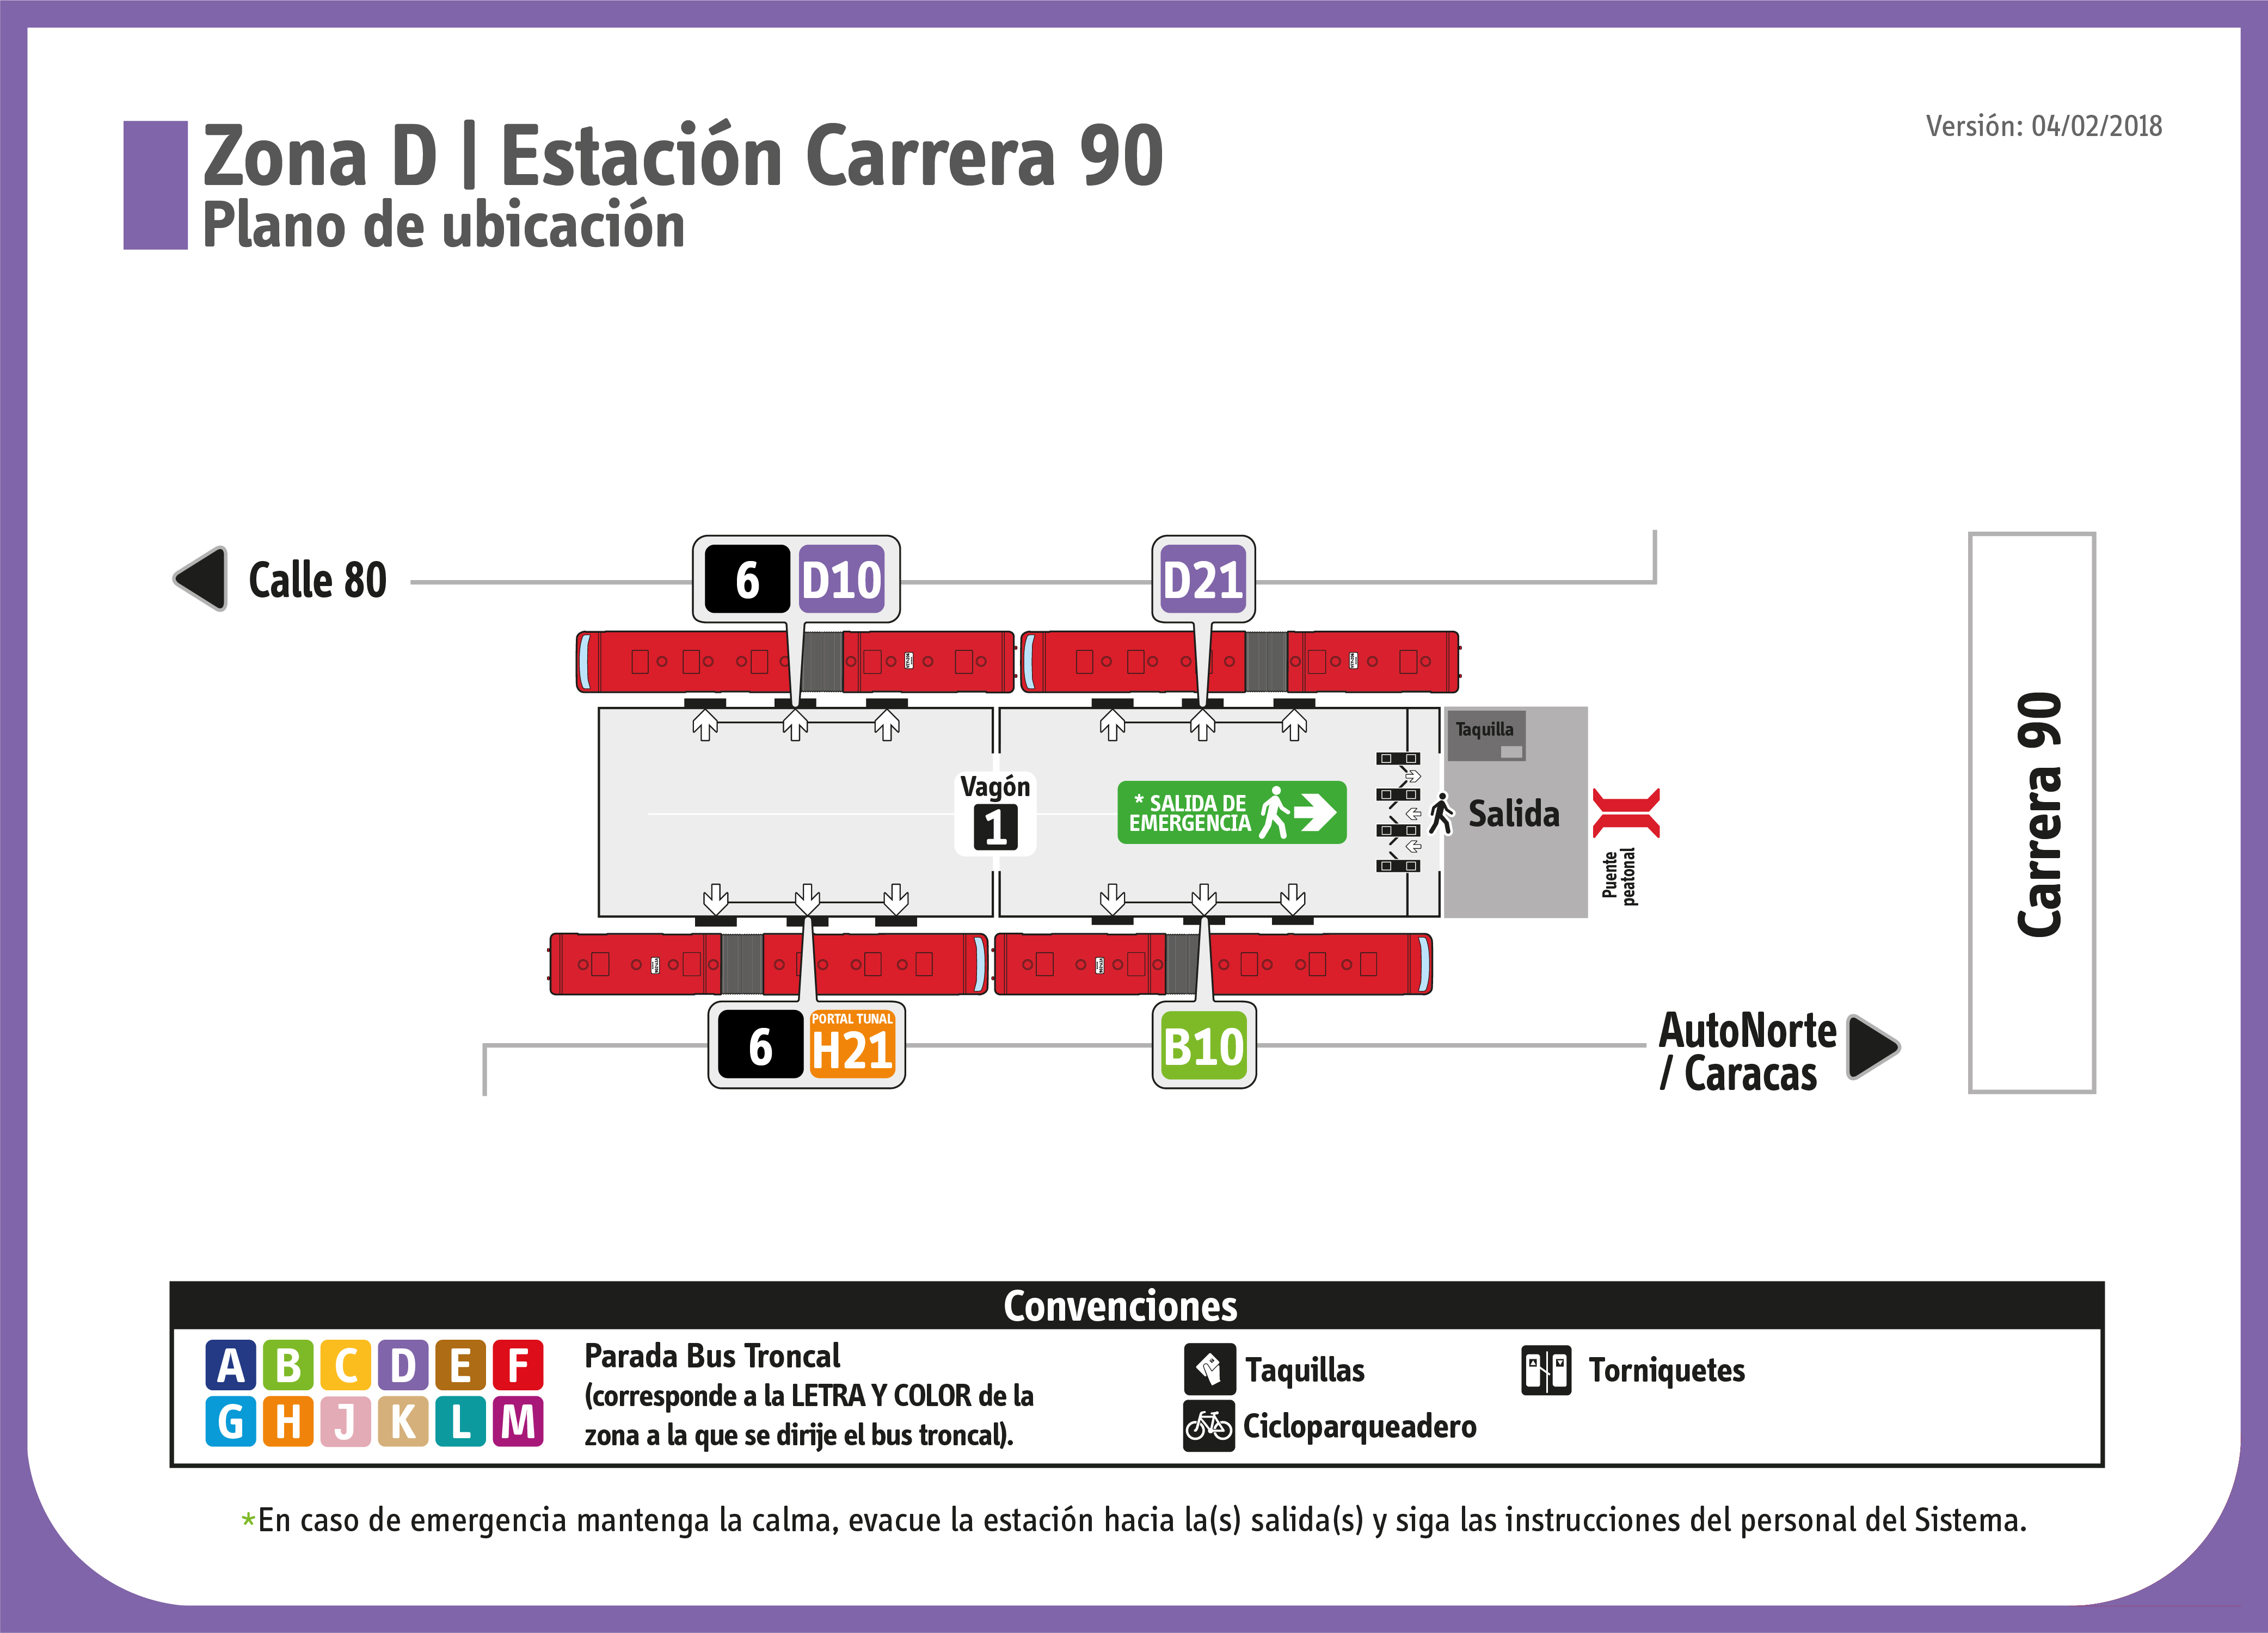 Zona D | Estación Carrera 90
Plano de ubicación
Versión: 04/02/2018
Calle 80
6 D10
D21
Taquilla
Vagón
1
* SALIDA DE
EMERGENCIA
Salida
Puente
peatonal
Carrera 90
6 PORTAL TUNAL H21
B10
AutoNorte
/ Caracas
Convenciones
A B C D E F
G H J K L M
Parada Bus Troncal
(corresponde a la LETRA Y COLOR de la
zona a la que se dirije el bus troncal).
Taquillas
Cicloparqueadero
Torniquetes
*En caso de emergencia mantenga la calma, evacue la estación hacia la(s) salida(s) y siga las instrucciones del personal del Sistema.